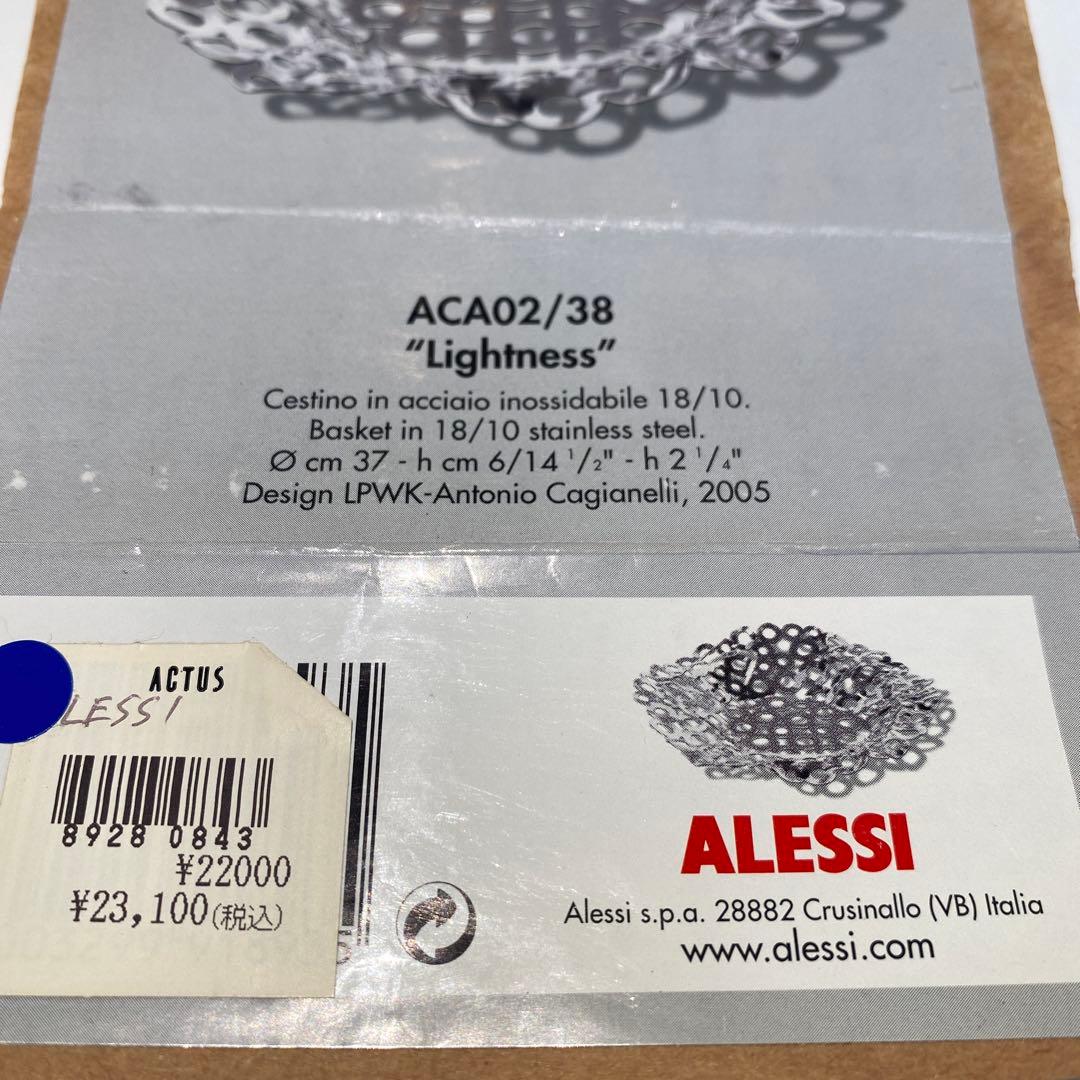 ACA02/38
“Lightness”
Cestino in acciaio inossidabile 18/10.
Basket in 18/10 stainless steel.
Ø cm 37 - h cm 6/14 1/2" - h 2 1/4"
Design LPWK-Antonio Cagianelli, 2005
ACTUS
LESSI
8928 0843
¥22000
¥23,100(税込)
5
ALESSI
Alessi s.p.a. 28882 Crusinallo (VB) Italia
www.alessi.com